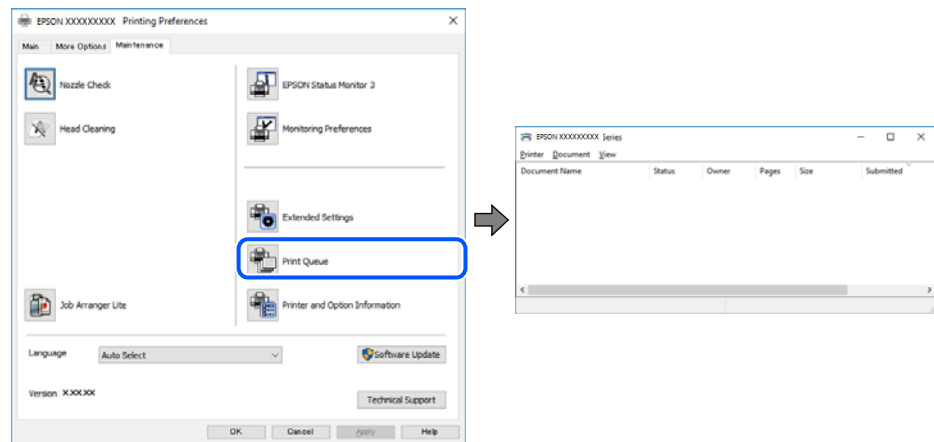 EPSON XXXXXXXXX Printing Preferences
Main More Options Maintenance
Nozzle Check
EPSON Status Monitor 3
Head Cleaning
Monitoring Preferences
Extended Settings
Print Queue
Job Arranger Lite
Printer and Option Information
Language Auto Select
Software Update
Version X.XX.XX
Technical Support
OK Cancel Apply Help
EPSON XXXXXXXXX Series
Printer Document View
Document Name Status Owner Pages Size Submitted